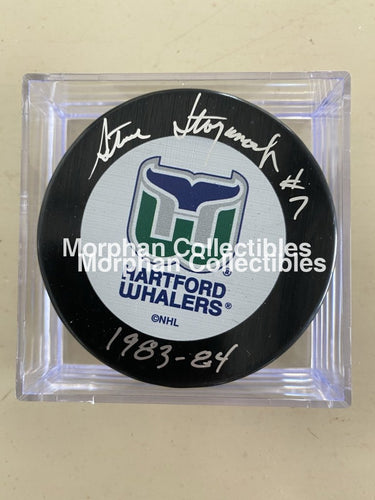 Steve Stoyanovich #7
Morphan Collectibles
Morphan Collectibles
HARTFORD
WHALERS®
©NHL
1983-84